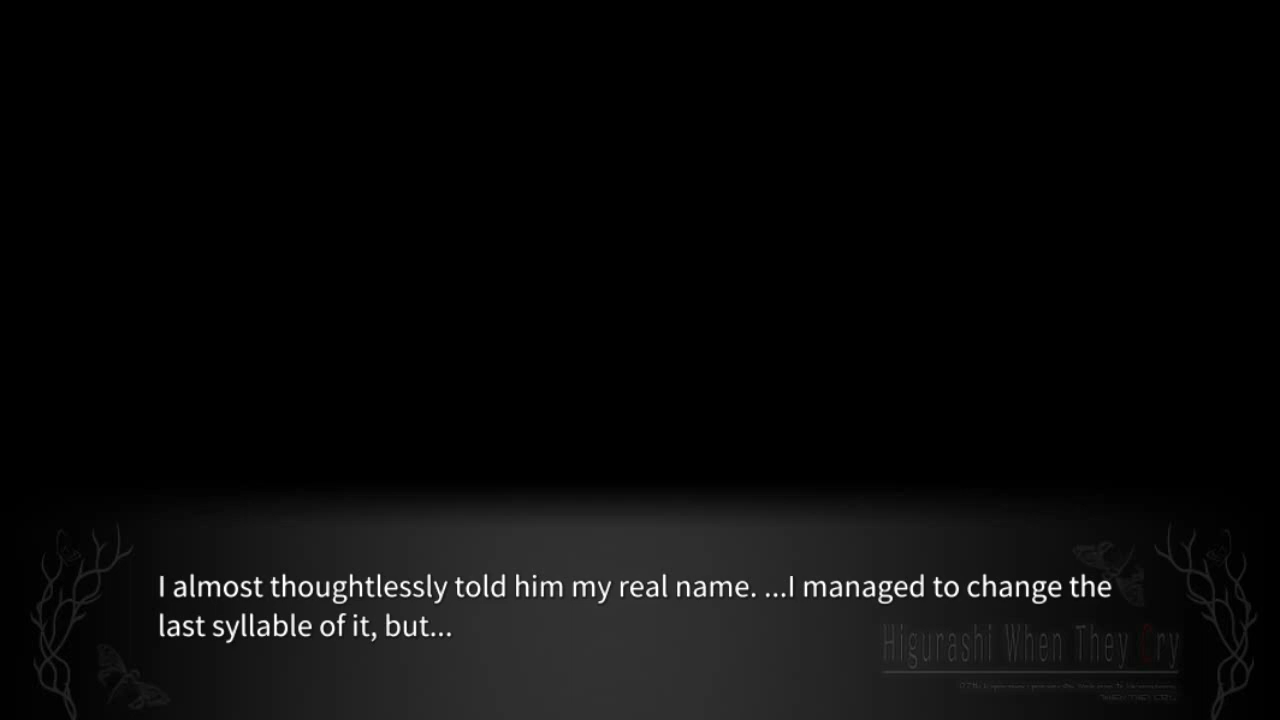 I almost thoughtlessly told him my real name. ...I managed to change the
last syllable of it, but...
Higurashi When They Cry